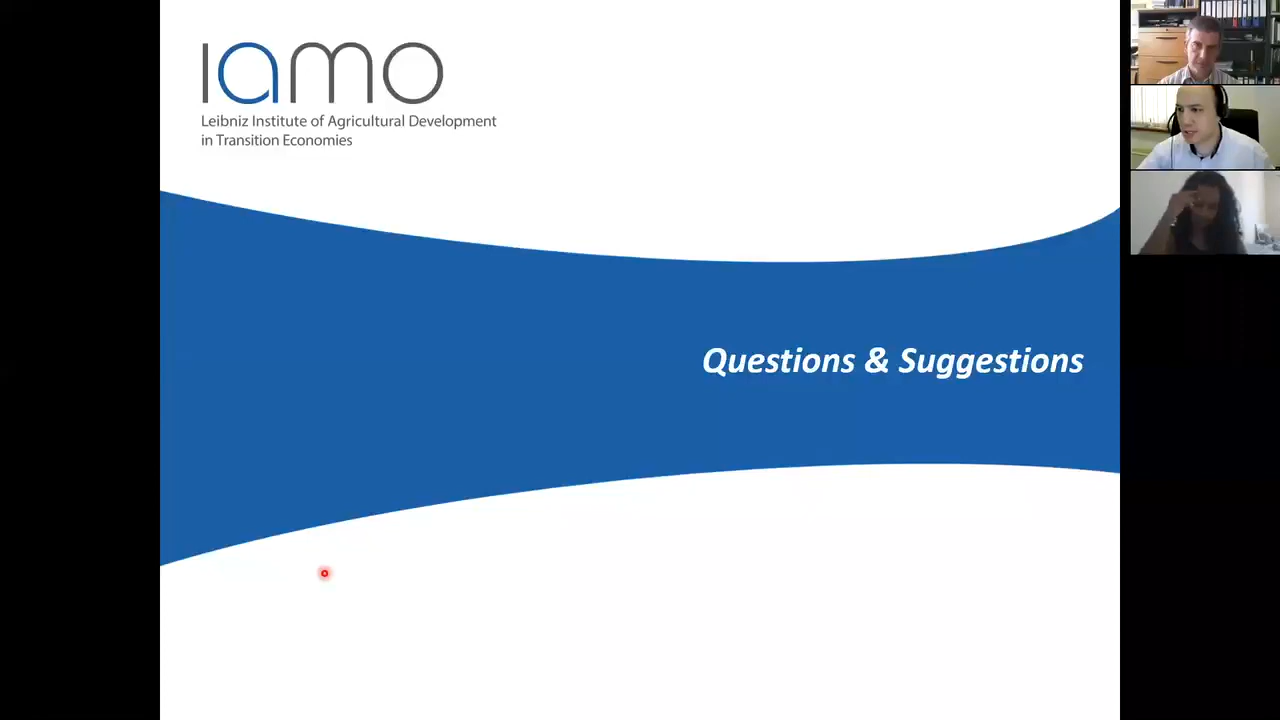 iamo
Leibniz Institute of Agricultural Development
in Transition Economies
Questions & Suggestions